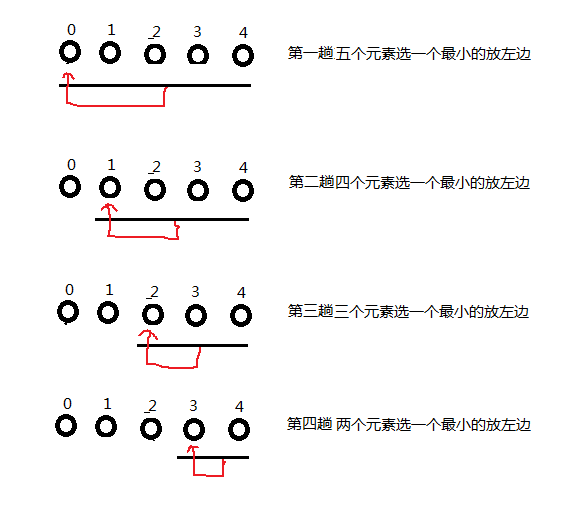 0 1 2 3 4
第一趟 五个元素选一个最小的放左边
0 1 2 3 4
第二趟四个元素选一个最小的放左边
0 1 2 3 4
第三趟三个元素选一个最小的放左边
0 1 2 3 4
第四趟 两个元素选一个最小的放左边